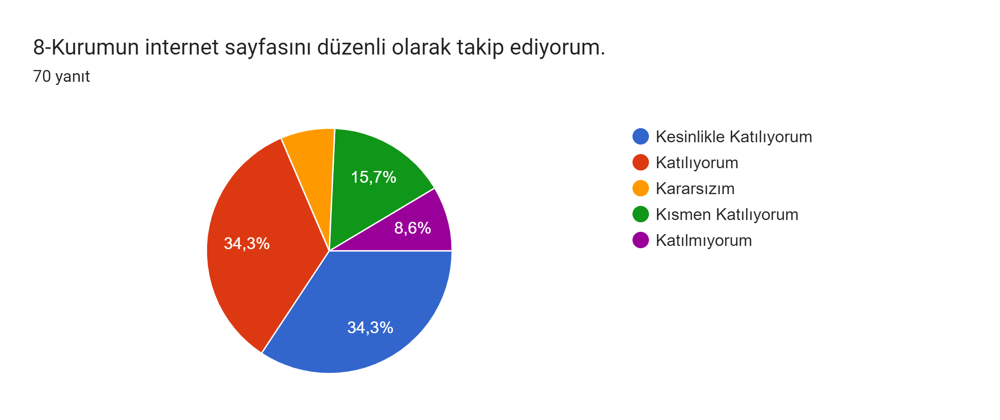 8-Kurumun internet sayfasını düzenli olarak takip ediyorum.
70 yanıt
Kesinlikle Katılıyorum
Katılıyorum
Kararsızım
Kısmen Katılıyorum
Katılmıyorum
15,7%
8,6%
34,3%
34,3%